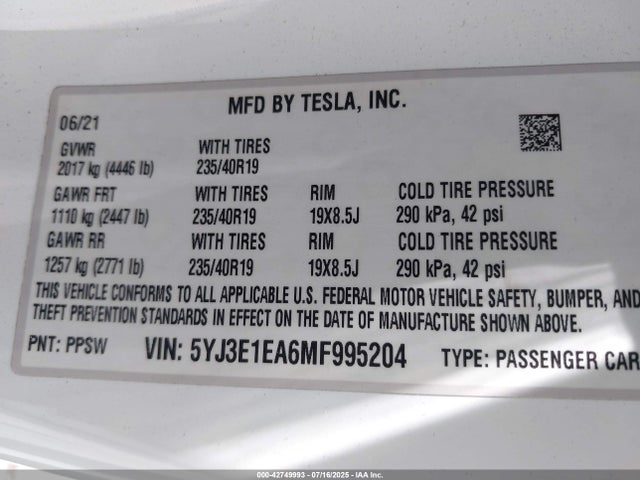 MFD BY TESLA, INC.
06/21
GVWR WITH TIRES
2017 kg (4446 lb) 235/40R19
GAWR FRT WITH TIRES RIM COLD TIRE PRESSURE
1110 kg (2447 lb) 235/40R19 19X8.5J 290 kPa, 42 psi
GAWR RR WITH TIRES RIM COLD TIRE PRESSURE
1257 kg (2771 lb) 235/40R19 19X8.5J 290 kPa, 42 psi
THIS VEHICLE CONFORMS TO ALL APPLICABLE U.S. FEDERAL MOTOR VEHICLE SAFETY, BUMPER, AND
THEFT PREVENTION STANDARDS IN EFFECT ON THE DATE OF MANUFACTURE SHOWN ABOVE.
PNT: PPSW VIN: 5YJ3E1EA6MF995204 TYPE: PASSENGER CAR
000-42749993 - 07/16/2025 - IAA Inc.